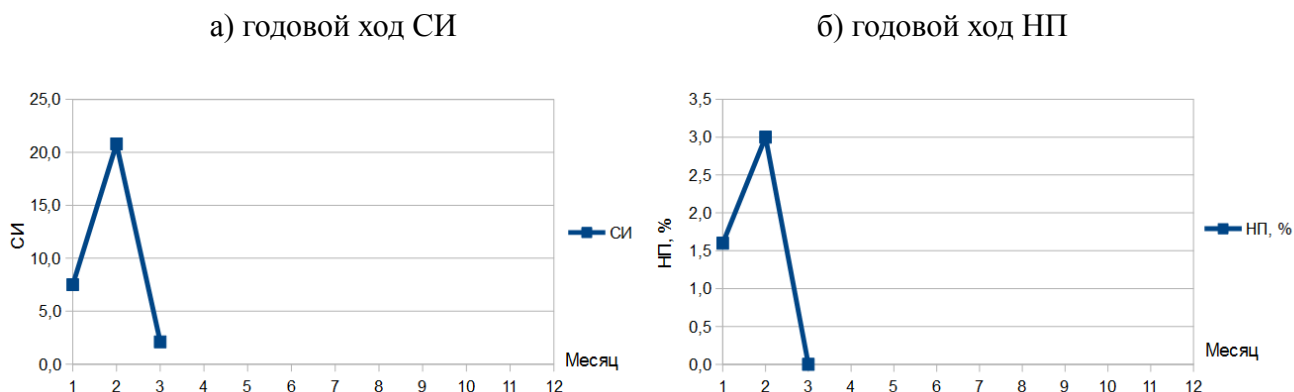 а) годовой ход СИ
б) годовой ход НП
25,0
20,0
15,0
10,0
5,0
0,0
СИ
1 2 3 4 5 6 7 8 9 10 11 12
Месяц
СИ
3,5
3,0
2,5
2,0
1,5
1,0
0,5
0,0
НП, %
1 2 3 4 5 6 7 8 9 10 11 12
Месяц
НП, %